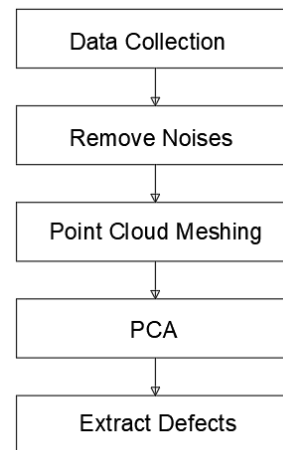 Data Collection
Remove Noises
Point Cloud Meshing
PCA
Extract Defects